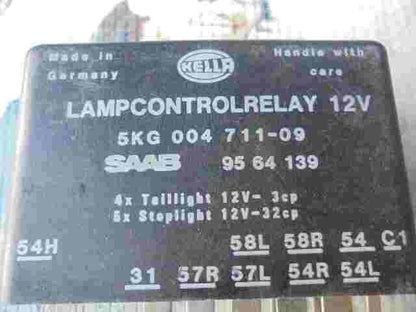 Made in Germany
HELLA
Handle with care
LAMPCONTROLRELAY 12V
5KG 004 711-09
SAAB 95 64 139
4x Taillight 12V- 3cp
5x Stoplight 12V-32cp
54H 58L 58R 54 C1
31 57R 57L 54R 54L